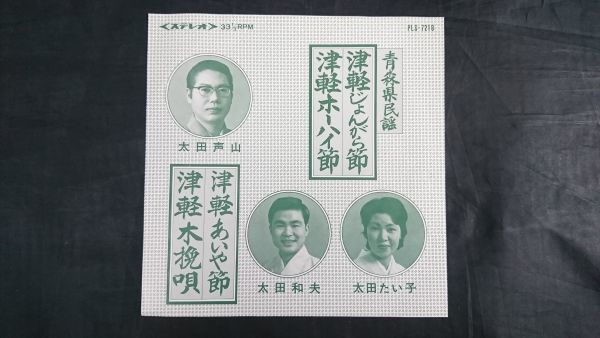 <ステレオ> 33⅓RPM
PLS-7216
青森県民謡
津軽じょんがら節
津軽ホーハイ節
太田声山
津軽あいや節
津軽木挽唄
太田和夫
太田たい子